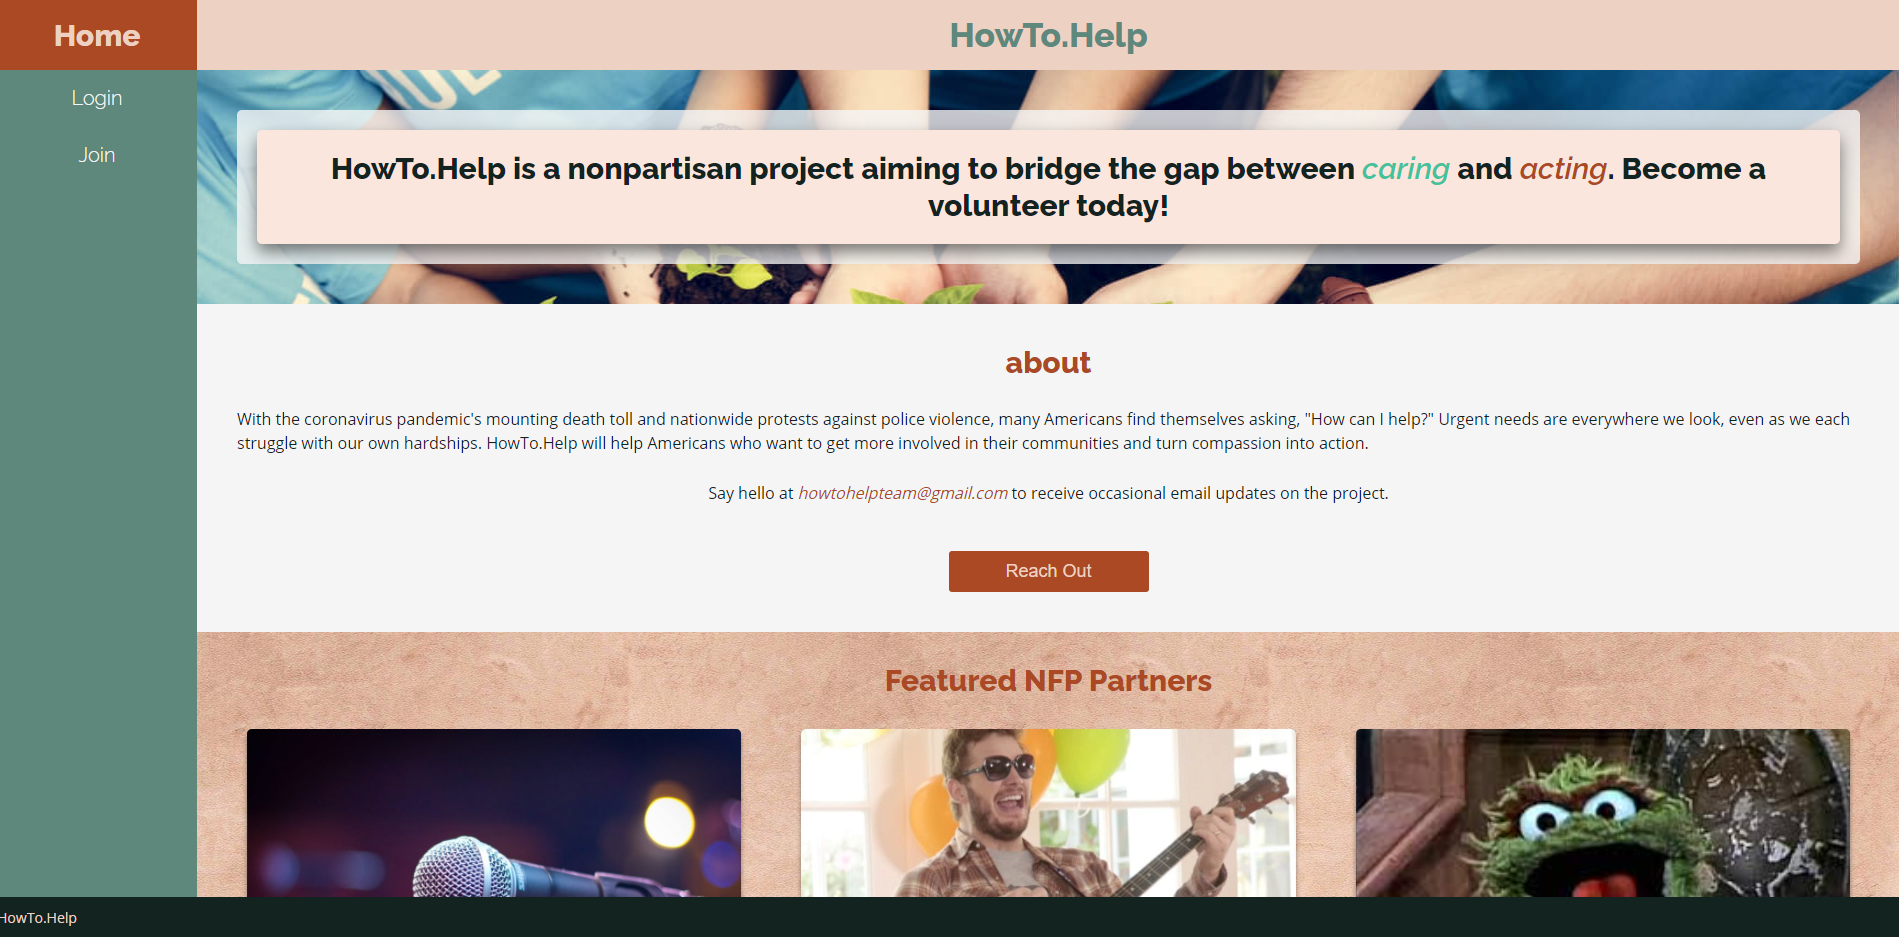 Home
HowTo.Help
Login
Join
HowTo.Help is a nonpartisan project aiming to bridge the gap between caring and acting. Become a
volunteer today!
about
With the coronavirus pandemic's mounting death toll and nationwide protests against police violence, many Americans find themselves asking, "How can I help?" Urgent needs are everywhere we look, even as we each
struggle with our own hardships. HowTo.Help will help Americans who want to get more involved in their communities and turn compassion into action.
Say hello at howtohelpteam@gmail.com to receive occasional email updates on the project.
Reach Out
Featured NFP Partners
HowTo.Help